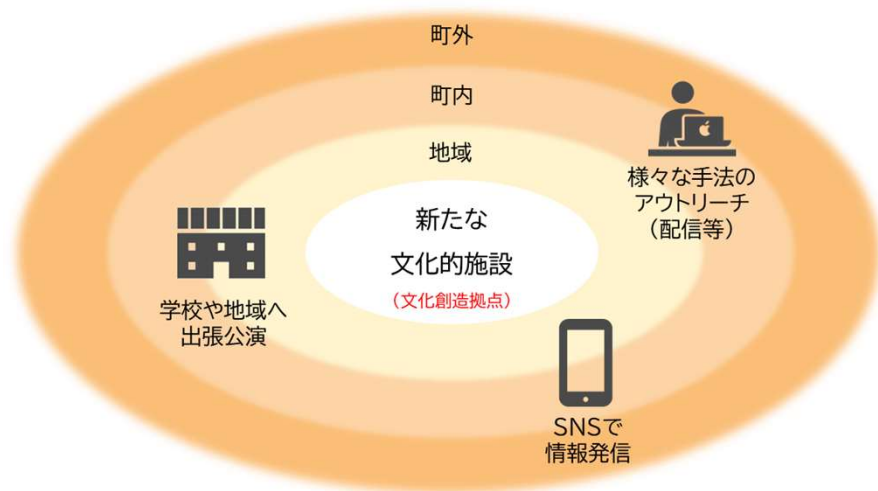 町外
町内
地域
新たな
文化的施設
(文化創造拠点)
様々な手法の
アウトリーチ
(配信等)
学校や地域へ
出張公演
SNSで
情報発信